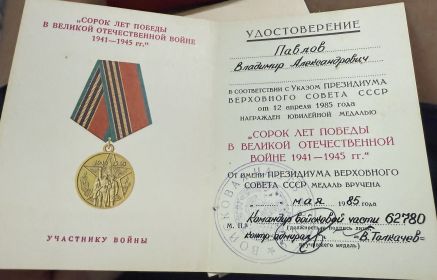 „СОРОК ЛЕТ ПОБЕДЫ
В ВЕЛИКОЙ ОТЕЧЕСТВЕННОЙ ВОЙНЕ
1941—1945 гг.“
УЧАСТНИКУ ВОЙНЫ
УДОСТОВЕРЕНИЕ
Павлов
Владимир Александрович
В СООТВЕТСТВИИ С УКАЗОМ ПРЕЗИДИУМА
ВЕРХОВНОГО СОВЕТА СССР
от 12 апреля 1985 года
НАГРАЖДЕН ЮБИЛЕЙНОЙ МЕДАЛЬЮ
„СОРОК ЛЕТ ПОБЕДЫ
В ВЕЛИКОЙ ОТЕЧЕСТВЕННОЙ
ВОЙНЕ 1941—1945 гг.“
ОТ ИМЕНИ ПРЕЗИДИУМА ВЕРХОВНОГО
СОВЕТА СССР МЕДАЛЬ ВРУЧЕНА
мая 1985 года
Командир войсковой части 62780
М. П.
контр-адмирал В. Толкачев